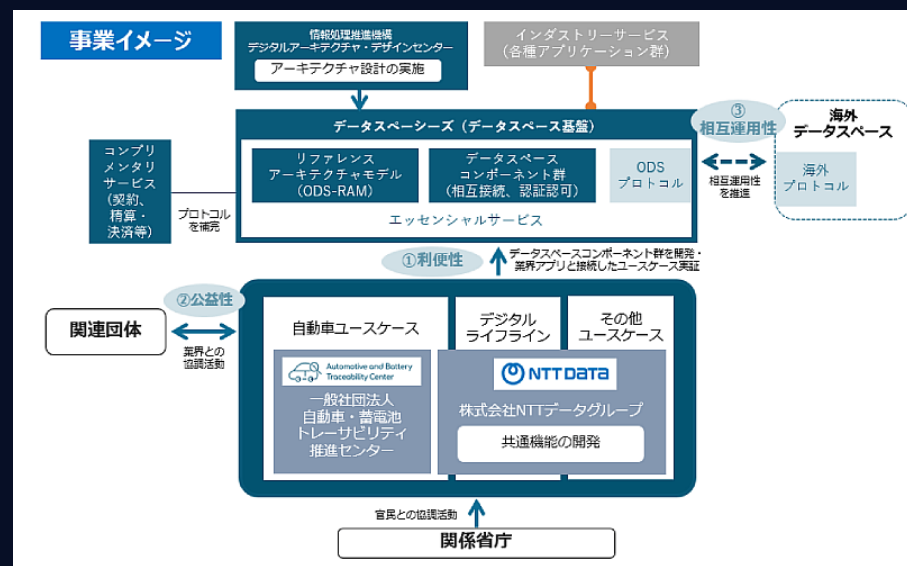 事業イメージ
情報処理推進機構
デジタルアーキテクチャ・デザインセンター
アーキテクチャ設計の実施
インダストリーサービス
(各種アプリケーション群)
データスペーシーズ（データスペース基盤）
③
相互運用性
海外
データスペース
コンプリ
メンタリ
サービス
(契約、
精算・
決済等)
プロトコル
を補完
リファレンス
アーキテクチャモデル
(ODS-RAM)
データスペース
コンポーネント群
(相互接続、認証認可)
ODS
プロトコル
エッセンシャルサービス
相互運用性
を推進
海外
プロトコル
①利便性
データスペースコンポーネント群を開発・
業界アプリと接続したユースケース実証
②公益性
関連団体
業界との
協調活動
自動車ユースケース
デジタル
ライフライン
その他
ユースケース
Automotive and Battery
Traceability Center
一般社団法人
自動車・蓄電池
トレーサビリティ
推進センター
NTT DATA
株式会社NTTデータグループ
共通機能の開発
官民との協調活動
関係省庁